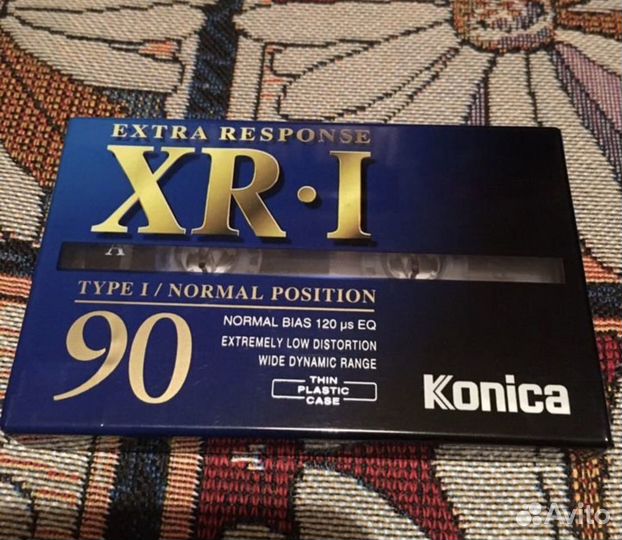 EXTRA RESPONSE
XR·I
A
TYPE I / NORMAL POSITION
90
NORMAL BIAS 120 µs EQ
EXTREMELY LOW DISTORTION
WIDE DYNAMIC RANGE
THIN
PLASTIC
CASE
Konica
Avito